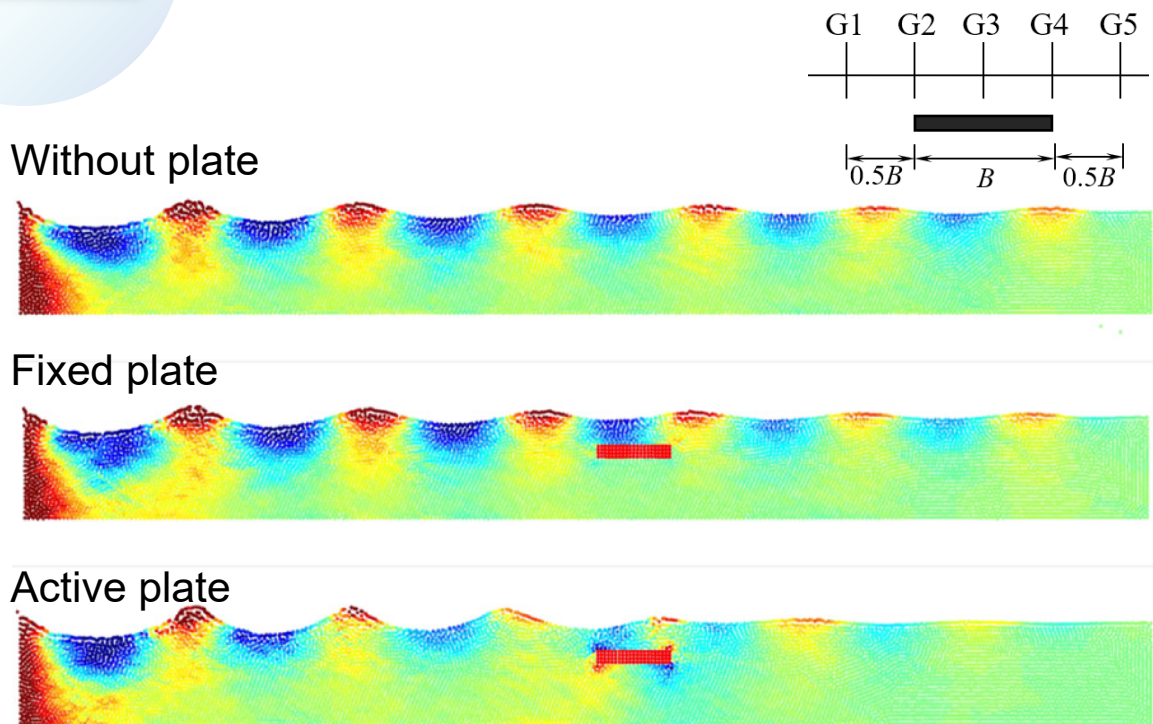 G1 G2 G3 G4 G5
0.5B B 0.5B
Without plate
Fixed plate
Active plate